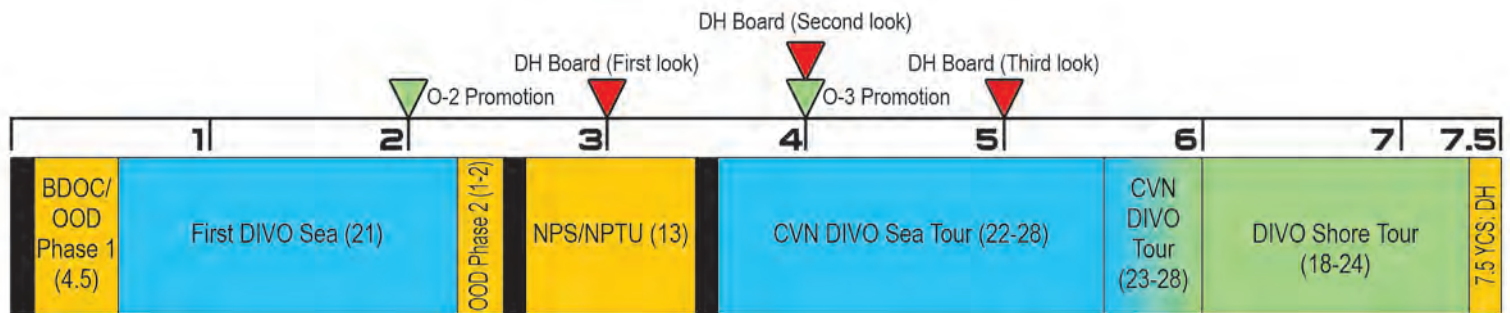 DH Board (Second look)
DH Board (First look)
DH Board (Third look)
O-2 Promotion
O-3 Promotion
1
2
3
4
5
6
7
7.5
BDOC/
OOD
Phase 1
(4.5)
First DIVO Sea (21)
OOD Phase 2 (1-2)
NPS/NPTU (13)
CVN DIVO Sea Tour (22-28)
CVN
DIVO
Tour
(23-28)
DIVO Shore Tour
(18-24)
7.5 YCS: DH